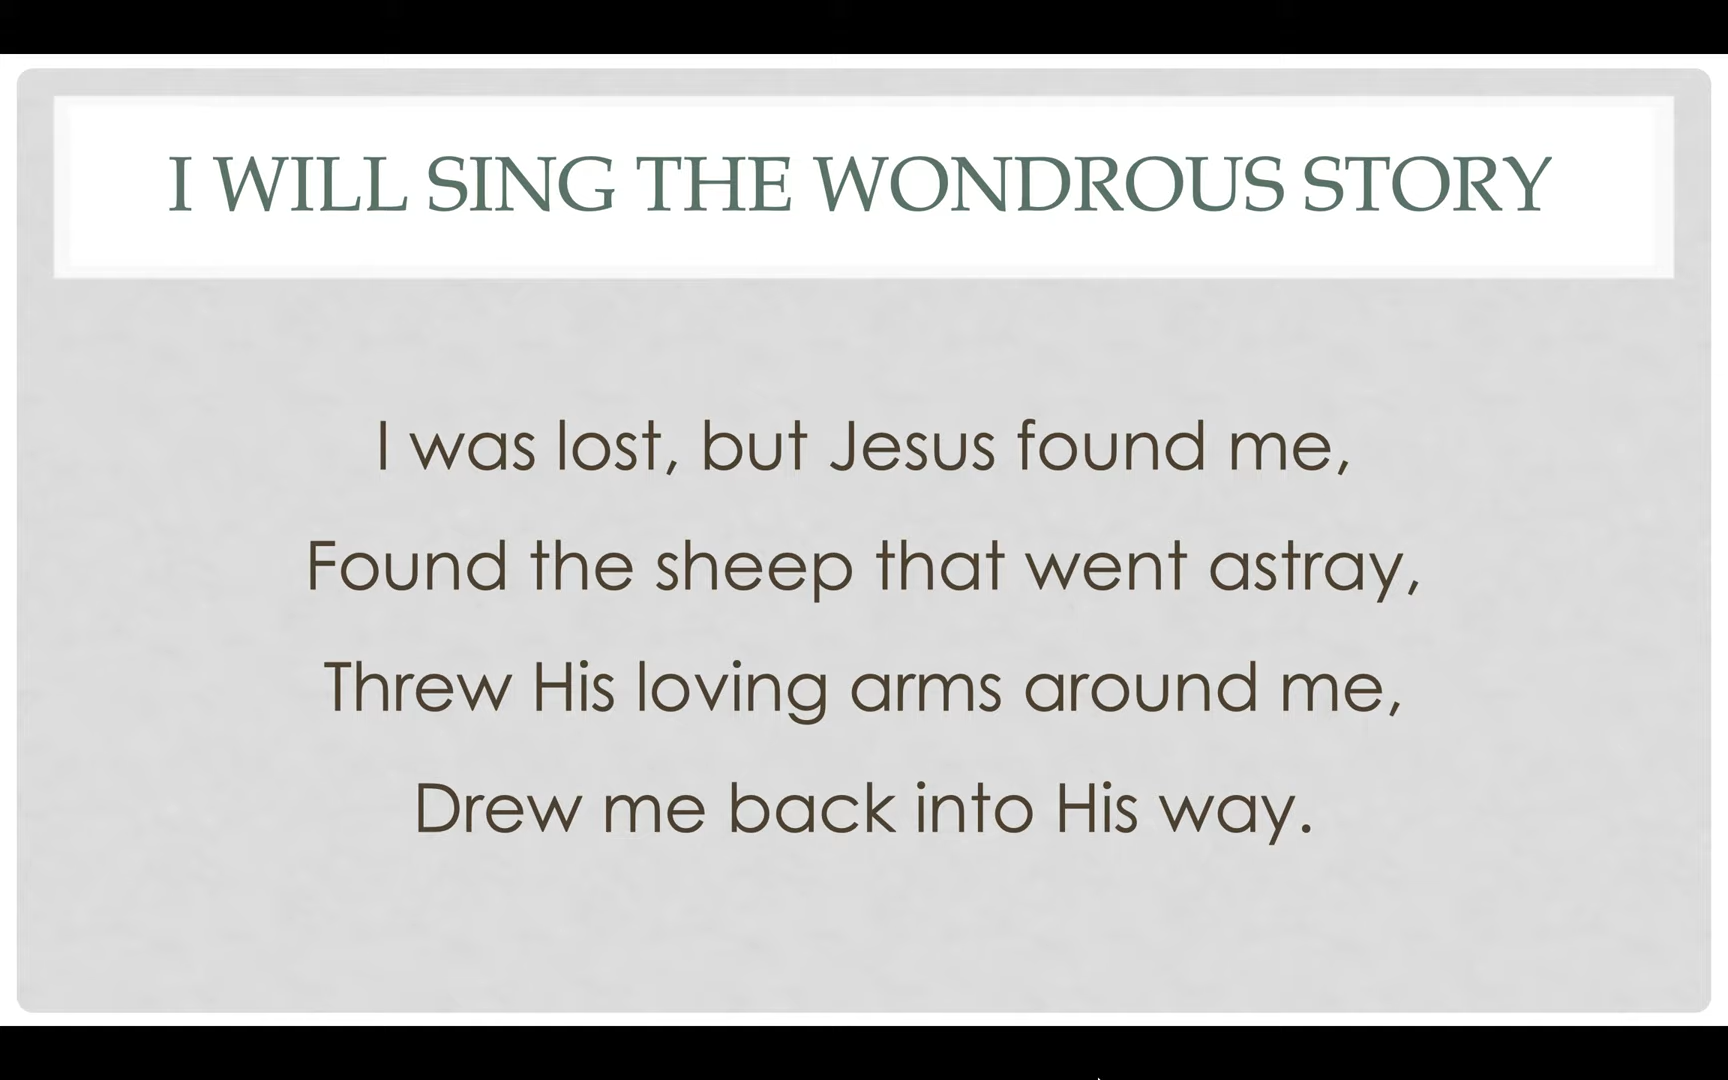 I WILL SING THE WONDROUS STORY
I was lost, but Jesus found me,
Found the sheep that went astray,
Threw His loving arms around me,
Drew me back into His way.